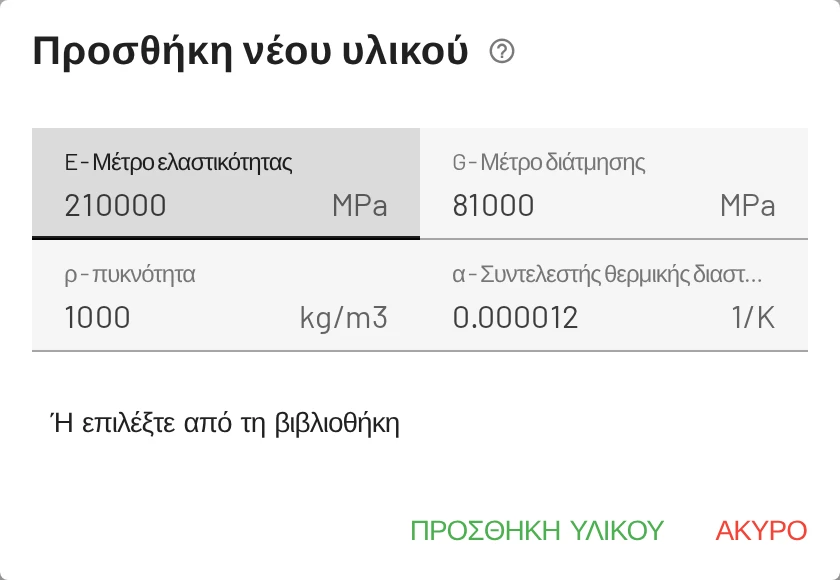 Προσθήκη νέου υλικού
E - Μέτρο ελαστικότητας
G - Μέτρο διάτμησης
210000 MPa
81000 MPa
ρ - πυκνότητα
α - Συντελεστής θερμικής διαστ...
1000 kg/m3
0.000012 1/K
Ή επιλέξτε από τη βιβλιοθήκη
ΠΡΟΣΘΗΚΗ ΥΛΙΚΟΥ
ΑΚΥΡΟ